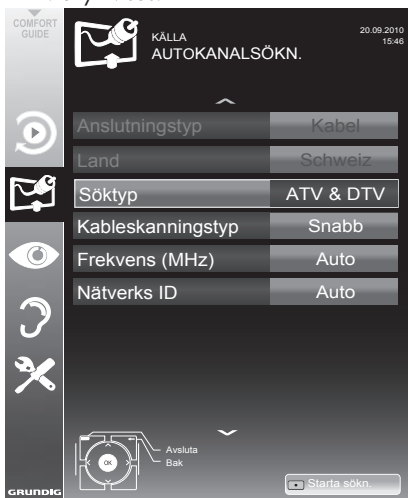 COMFORT
GUIDE
KÄLLA
AUTOKANALSÖKN.
20.09.2010
15:46
Anslutningstyp Kabel
Land Schweiz
Söktyp ATV & DTV
Kableskanningstyp Snabb
Frekvens (MHz) Auto
Nätverks ID Auto
Avsluta
Bak
OK
Starta sökn.
GRUNDIG